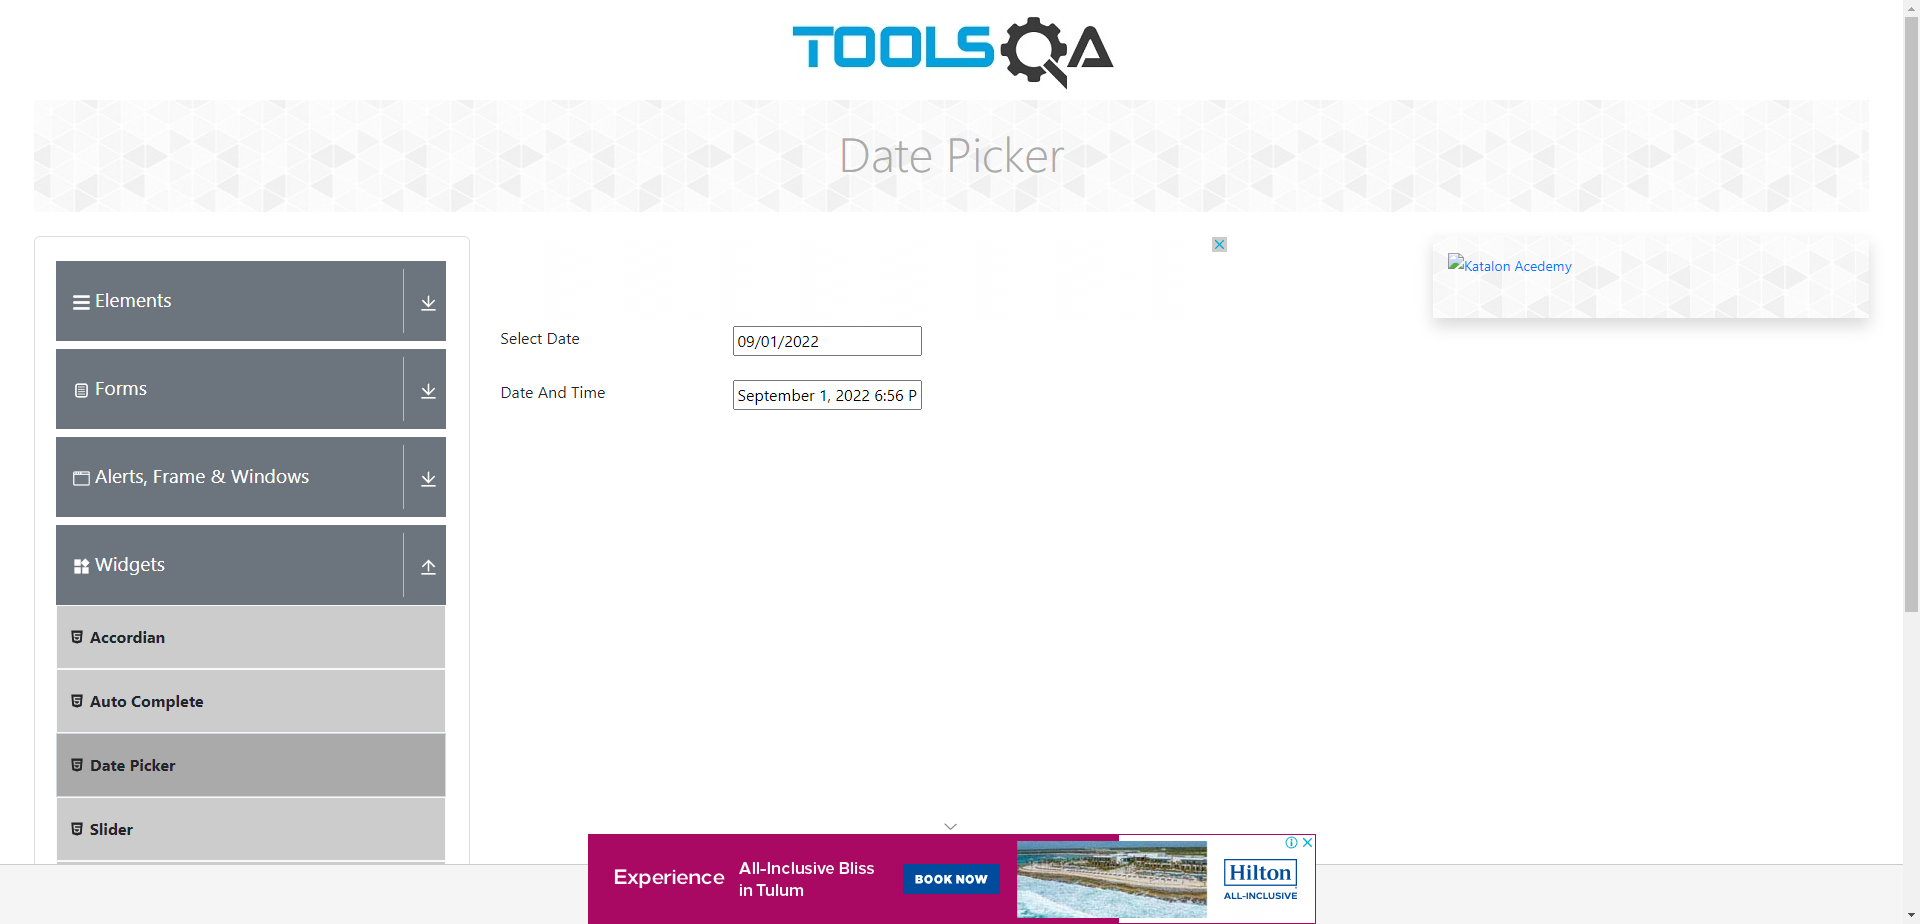 TOOLSQA
Date Picker
Elements
Forms
Alerts, Frame & Windows
Widgets
Accordian
Auto Complete
Date Picker
Slider
Select Date
09/01/2022
Date And Time
September 1, 2022 6:56 P
Katalon Acedemy
Experience
All-Inclusive Bliss
in Tulum
BOOK NOW
Hilton
ALL-INCLUSIVE